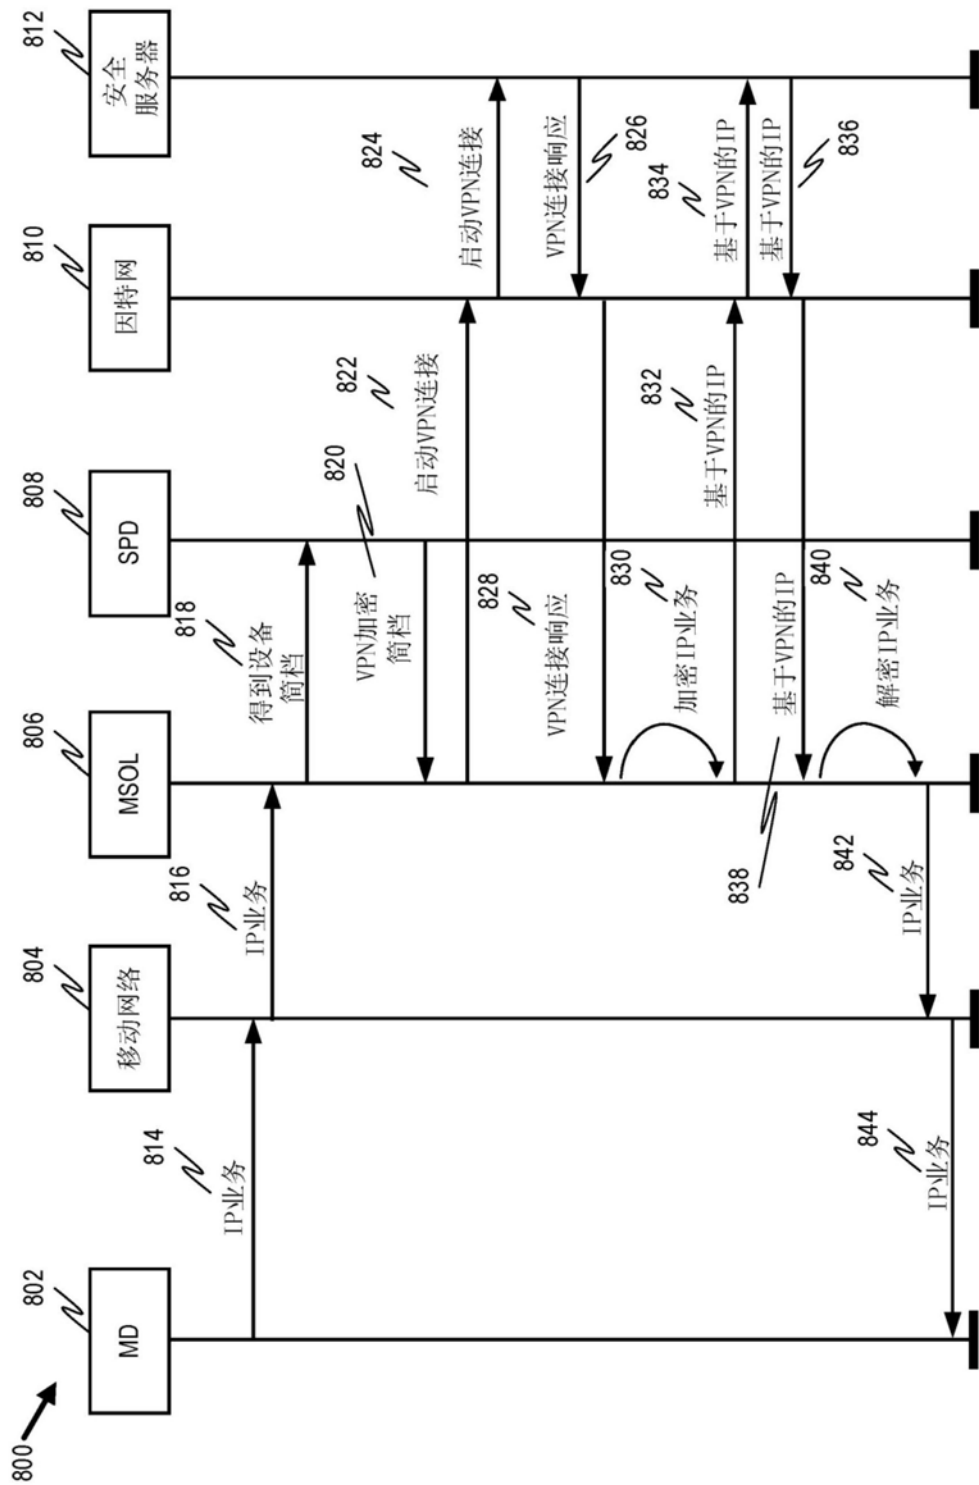 800
802
804
806
808
810
812
MD
移动网络
MSOL
SPD
因特网
安全
服务器
814
IP业务
816
IP业务
818
得到设备
简档
820
VPN加密
简档
822
启动VPN连接
824
启动VPN连接
826
VPN连接响应
828
VPN连接响应
830
加密IP业务
832
基于VPN的IP
834
基于VPN的IP
基于VPN的IP
836
基于VPN的IP
838
840
解密IP业务
842
IP业务
844
IP业务